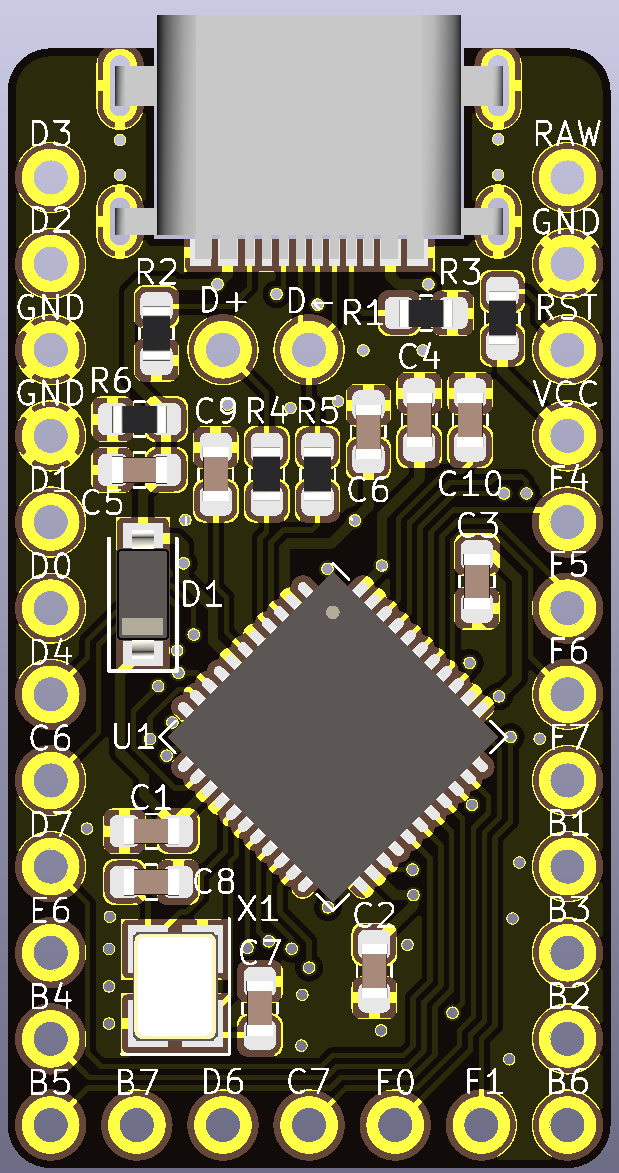 D3 RAW
D2 GND
R2 D+ D- R3
GND R1 RST
C4
R6 GND C9 R4 R5 VCC
D1 C5 C6 C10 F4
C3
D0 F5
D1
D4 F6
C6 U1 F7
C1
D7 B1
C8
E6 X1 C2 B3
C7
B4 B2
B5 B7 D6 C7 F0 F1 B6